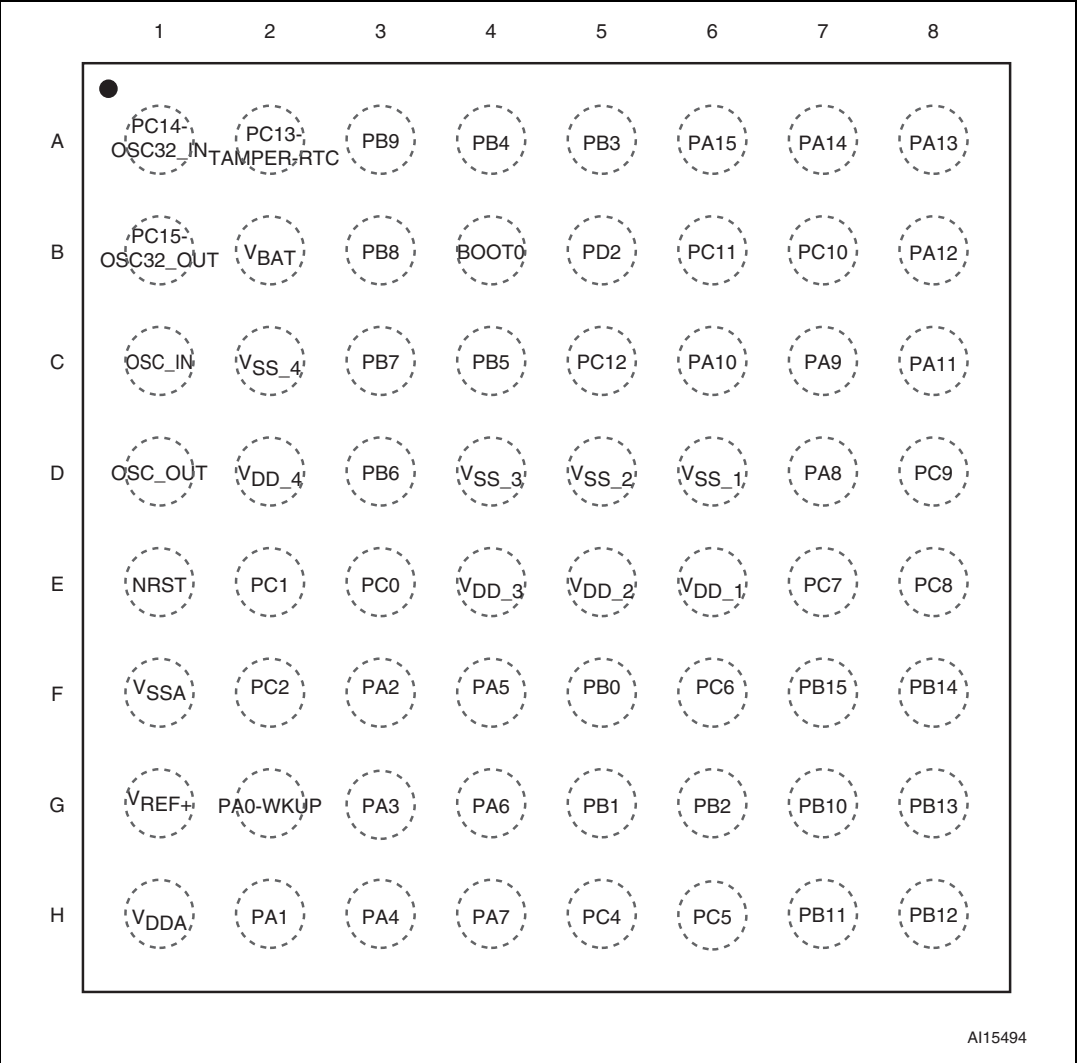 1 2 3 4 5 6 7 8
A PC14-OSC32_IN PC13-TAMPER-RTC PB9 PB4 PB3 PA15 PA14 PA13
B PC15-OSC32_OUT VBAT PB8 BOOT0 PD2 PC11 PC10 PA12
C OSC_IN VSS_4 PB7 PB5 PC12 PA10 PA9 PA11
D OSC_OUT VDD_4 PB6 VSS_3 VSS_2 VSS_1 PA8 PC9
E NRST PC1 PC0 VDD_3 VDD_2 VDD_1 PC7 PC8
F VSSA PC2 PA2 PA5 PB0 PC6 PB15 PB14
G VREF+ PA0-WKUP PA3 PA6 PB1 PB2 PB10 PB13
H VDDA PA1 PA4 PA7 PC4 PC5 PB11 PB12
AI15494